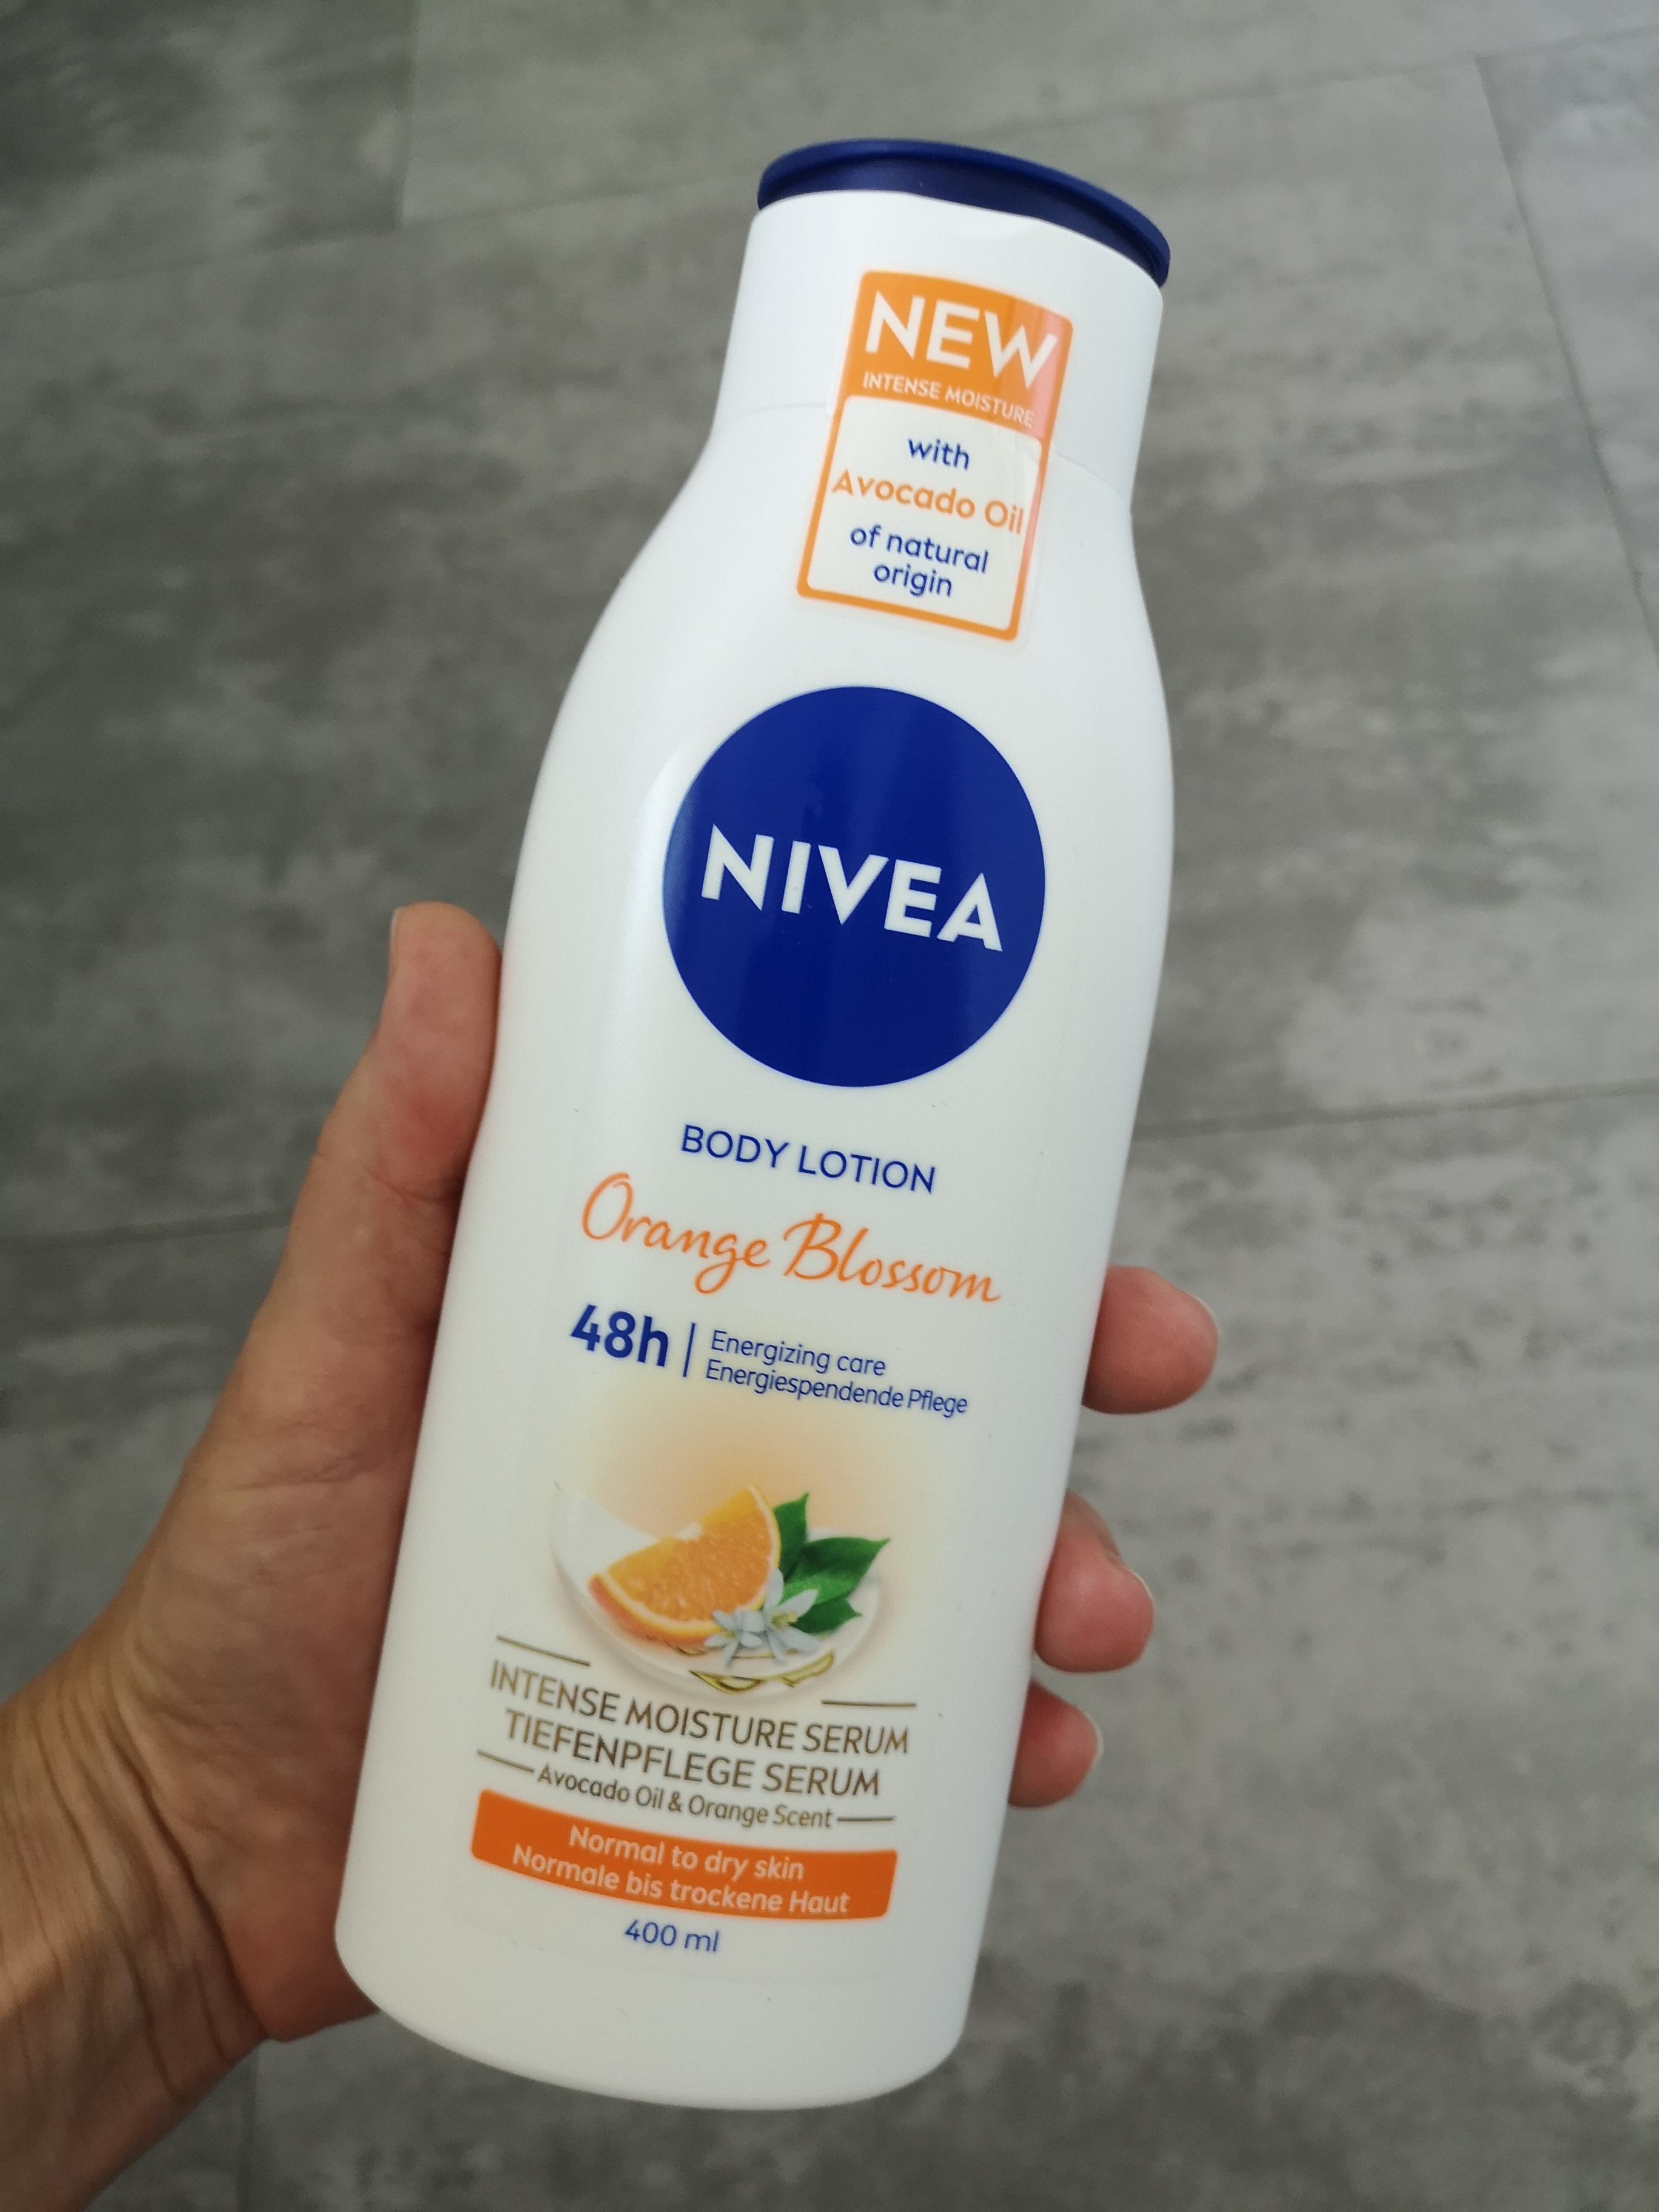 NEW
INTENSE MOISTURE
with
Avocado Oil
of natural
origin
NIVEA
BODY LOTION
Orange Blossom
48h | Energizing care
Energiespendende Pflege
INTENSE MOISTURE SERUM
TIEFENPFLEGE SERUM
Avocado Oil & Orange Scent
Normal to dry skin
Normale bis trockene Haut
400 ml